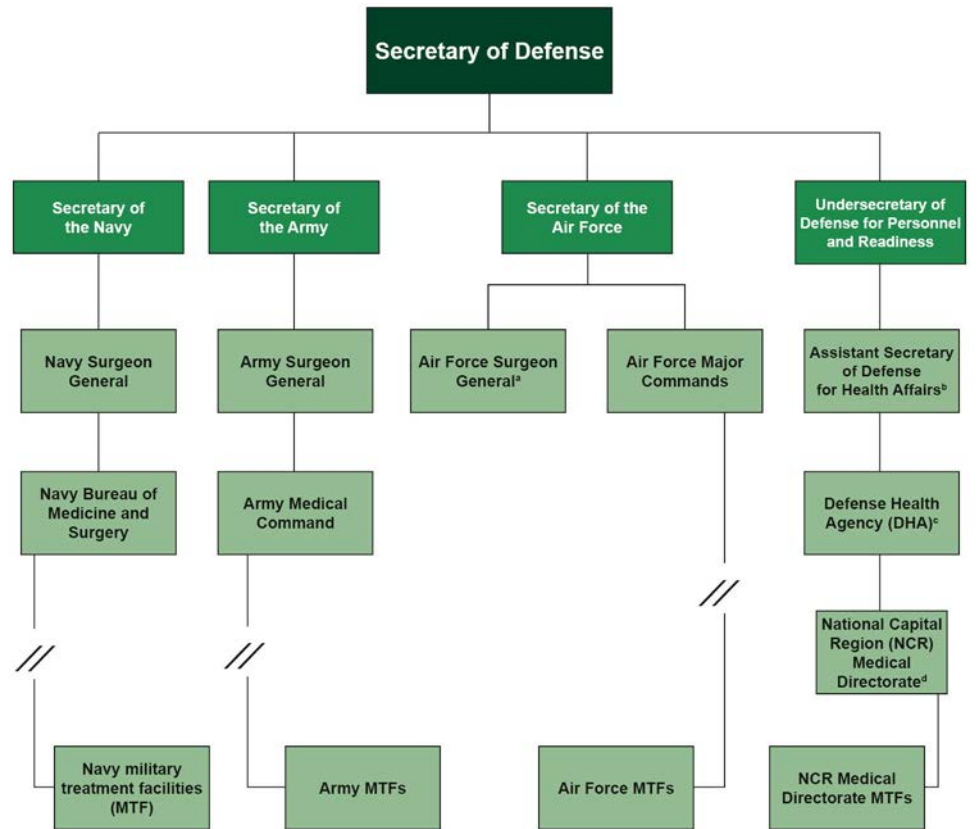 Secretary of Defense
Secretary of
the Navy
Secretary of
the Army
Secretary of the
Air Force
Undersecretary of
Defense for Personnel
and Readiness
Navy Surgeon
General
Army Surgeon
General
Air Force Surgeon
Generalᵃ
Air Force Major
Commands
Assistant Secretary
of Defense
for Health Affairsᵇ
Navy Bureau of
Medicine and
Surgery
Army Medical
Command
Defense Health
Agency (DHA)ᶜ
National Capital
Region (NCR)
Medical
Directorateᵈ
Navy military
treatment facilities
(MTF)
Army MTFs
Air Force MTFs
NCR Medical
Directorate MTFs